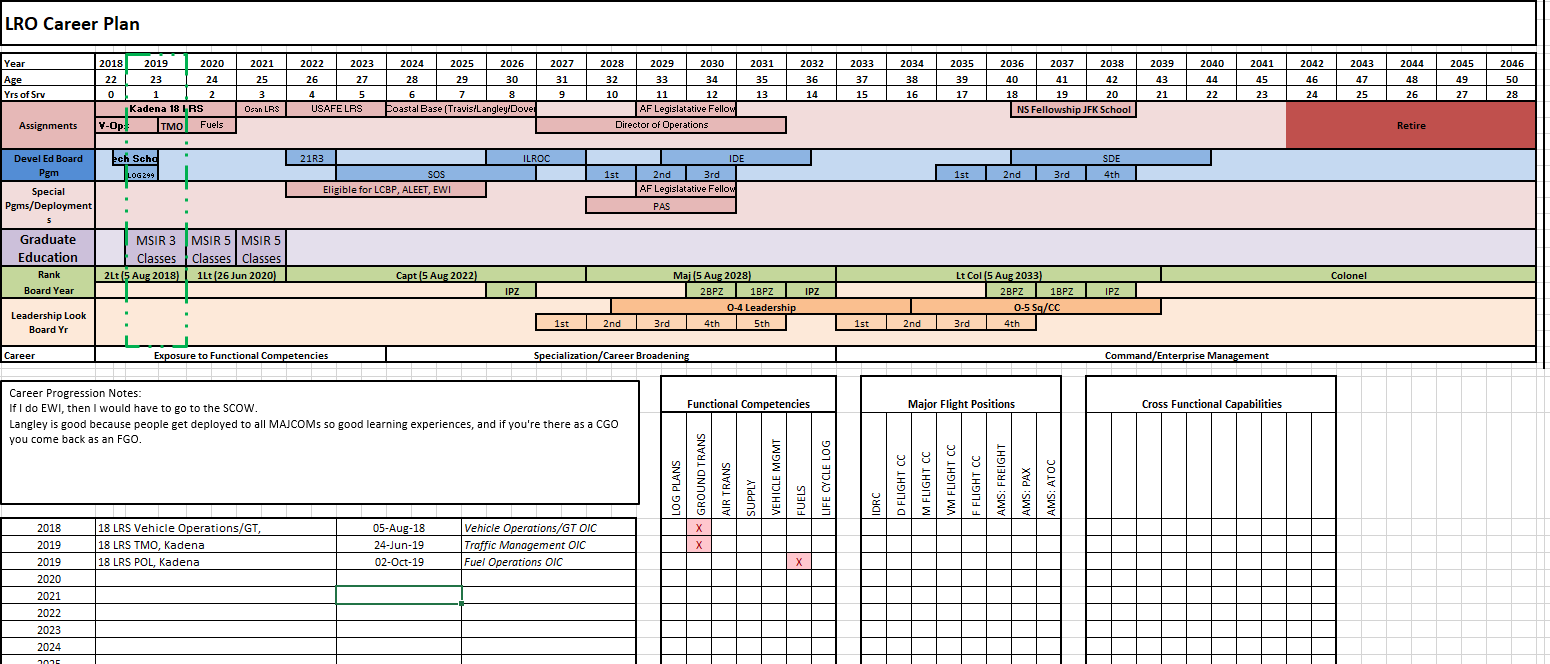 LRO Career Plan
Year 2018 2019 2020 2021 2022 2023 2024 2025 2026 2027 2028 2029 2030 2031 2032 2033 2034 2035 2036 2037 2038 2039 2040 2041 2042 2043 2044 2045 2046
Age 22 23 24 25 26 27 28 29 30 31 32 33 34 35 36 37 38 39 40 41 42 43 44 45 46 47 48 49 50
Yrs of Srv 0 1 2 3 4 5 6 7 8 9 10 11 12 13 14 15 16 17 18 19 20 21 22 23 24 25 26 27 28
Assignments
Kadena 18 LRS Osan LRS USAFE LRS Coastal Base (Travis/Langley/Dover AF Legislatative Fellow NS Fellowship JFK School
V-Ops TMO Fuels Director of Operations Retire
Devel Ed Board
Pgm
ech Scho 21R3 ILROC IDE SDE
LOG299 SOS 1st 2nd 3rd 1st 2nd 3rd 4th
Special
Pgms/Deployment
s
Eligible for LCBP, ALEET, EWI AF Legislatative Fellow
PAS
Graduate
Education
MSIR 3 MSIR 5 MSIR 5
Classes Classes Classes
Rank 2Lt (5 Aug 2018) 1Lt (26 Jun 2020) Capt (5 Aug 2022) Maj (5 Aug 2028) Lt Col (5 Aug 2033) Colonel
Board Year IPZ 2BPZ 1BPZ IPZ 2BPZ 1BPZ IPZ
Leadership Look
Board Yr
O-4 Leadership O-5 Sq/CC
1st 2nd 3rd 4th 5th 1st 2nd 3rd 4th
Career Exposure to Functional Competencies Specialization/Career Broadening Command/Enterprise Management
Career Progression Notes:
If I do EWI, then I would have to go to the SCOW.
Langley is good because people get deployed to all MAJCOMs so good learning experiences, and if you're there as a CGO
you come back as an FGO.
Functional Competencies
LOG PLANS
GROUND TRANS
AIR TRANS
SUPPLY
VEHICLE MGMT
FUELS
LIFE CYCLE LOG
Major Flight Positions
IDRC
D FLIGHT CC
M FLIGHT CC
VM FLIGHT CC
F FLIGHT CC
AMS: FREIGHT
AMS: PAX
AMS: ATOC
Cross Functional Capabilities
2018 18 LRS Vehicle Operations/GT, 05-Aug-18 Vehicle Operations/GT OIC X
2019 18 LRS TMO, Kadena 24-Jun-19 Traffic Management OIC X
2019 18 LRS POL, Kadena 02-Oct-19 Fuel Operations OIC X
2020
2021
2022
2023
2024
2025